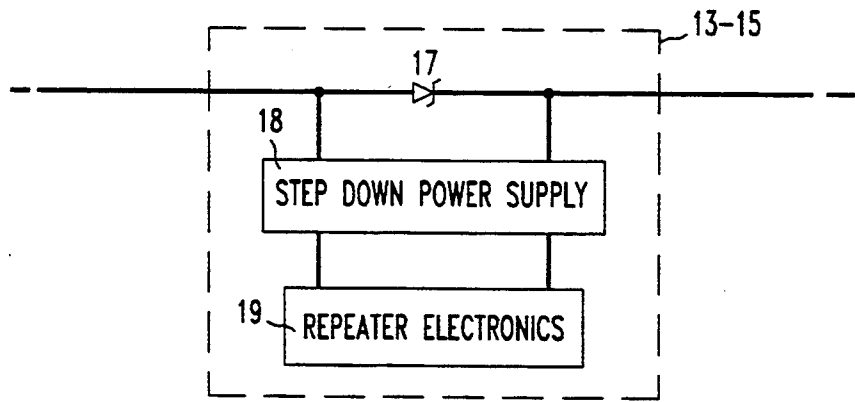 13-15
17
18
STEP DOWN POWER SUPPLY
19
REPEATER ELECTRONICS